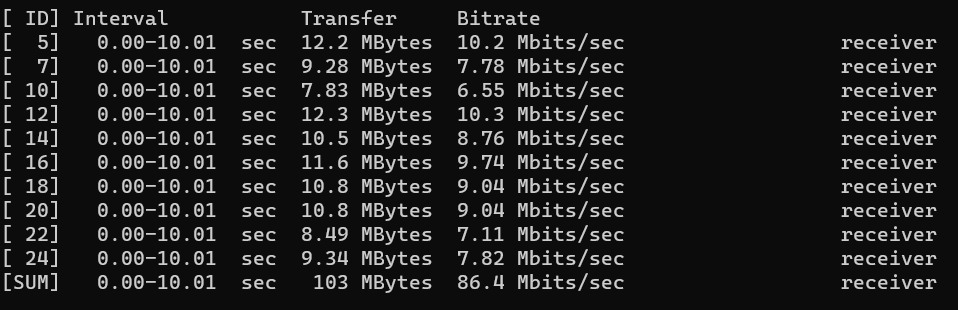 [ ID] Interval           Transfer     Bitrate
[  5]   0.00-10.01  sec  12.2 MBytes  10.2 Mbits/sec                  receiver
[  7]   0.00-10.01  sec  9.28 MBytes  7.78 Mbits/sec                  receiver
[ 10]   0.00-10.01  sec  7.83 MBytes  6.55 Mbits/sec                  receiver
[ 12]   0.00-10.01  sec  12.3 MBytes  10.3 Mbits/sec                  receiver
[ 14]   0.00-10.01  sec  10.5 MBytes  8.76 Mbits/sec                  receiver
[ 16]   0.00-10.01  sec  11.6 MBytes  9.74 Mbits/sec                  receiver
[ 18]   0.00-10.01  sec  10.8 MBytes  9.04 Mbits/sec                  receiver
[ 20]   0.00-10.01  sec  10.8 MBytes  9.04 Mbits/sec                  receiver
[ 22]   0.00-10.01  sec  8.49 MBytes  7.11 Mbits/sec                  receiver
[ 24]   0.00-10.01  sec  9.34 MBytes  7.82 Mbits/sec                  receiver
[SUM]   0.00-10.01  sec   103 MBytes  86.4 Mbits/sec                  receiver